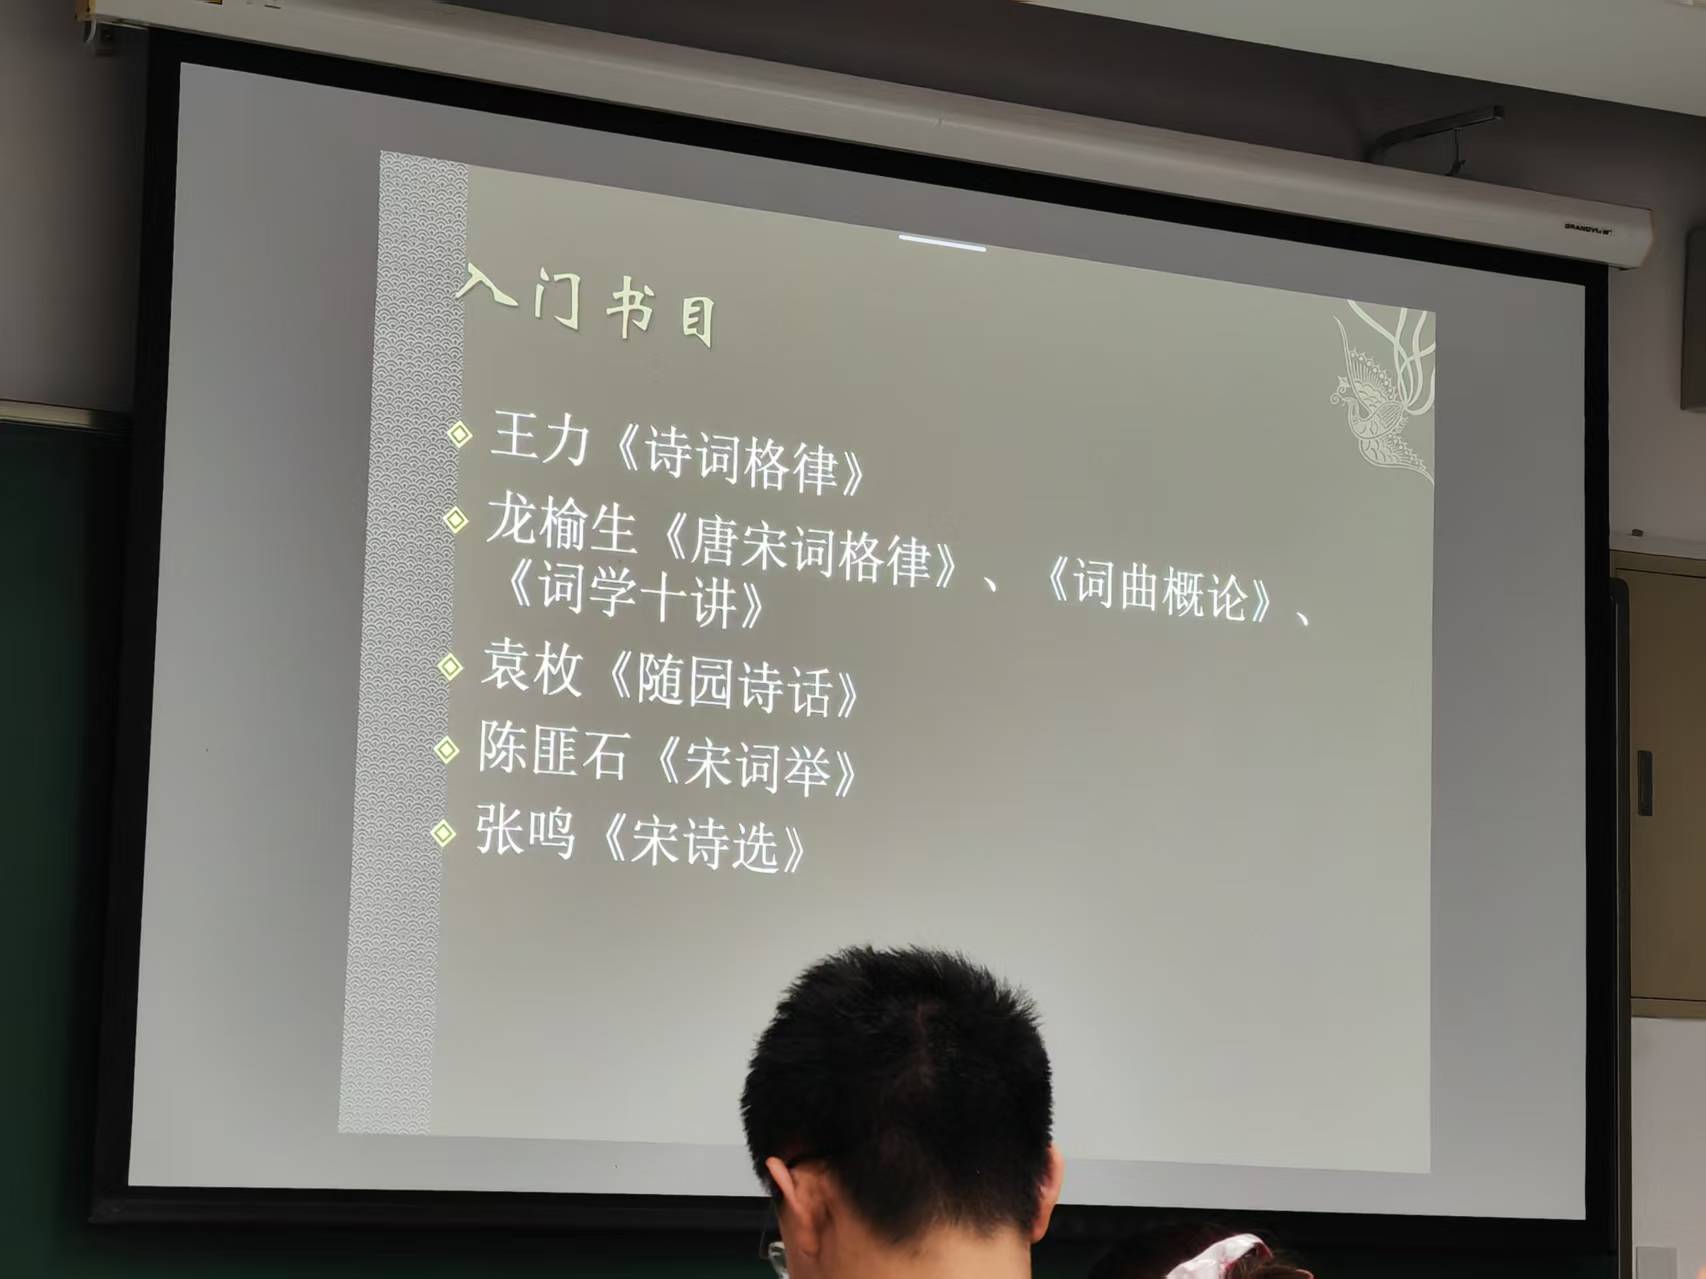 入门书目
王力《诗词格律》
龙榆生《唐宋词格律》、《词曲概论》、
《词学十讲》
袁枚《随园诗话》
陈匪石《宋词举》
张鸣《宋诗选》